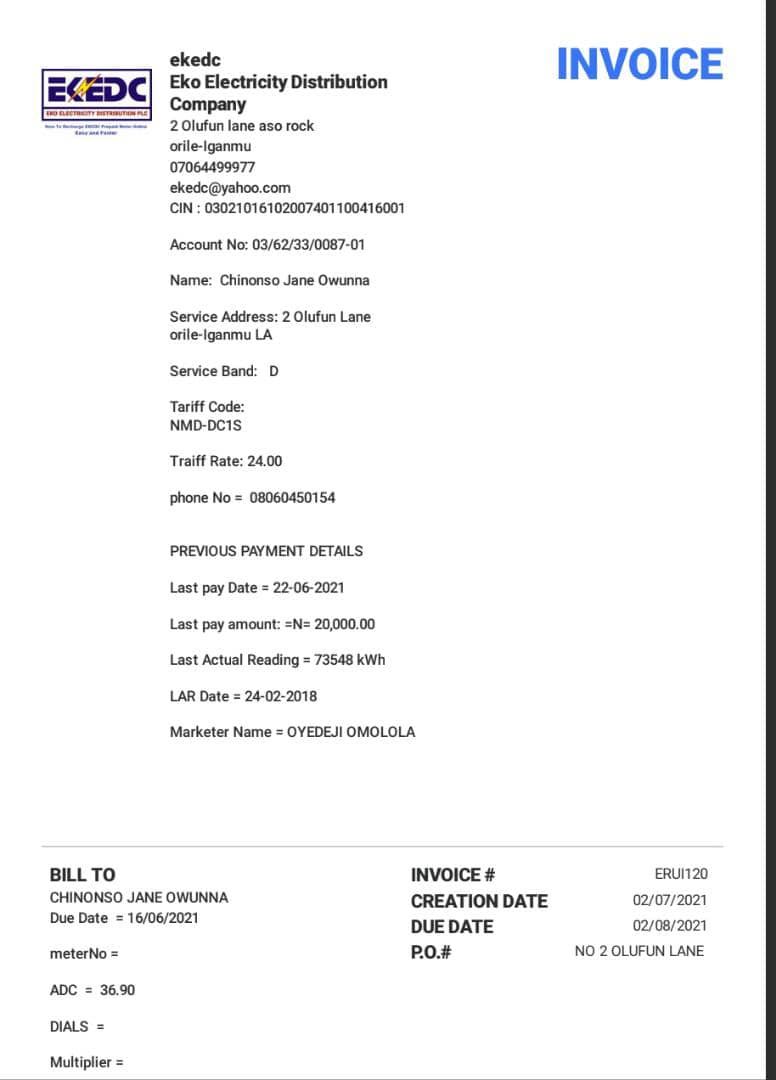 EKEDC
EKO ELECTRICITY DISTRIBUTION PLC
How To Recharge EKEDC Prepaid Meter Online
Easy and Faster
ekedc
Eko Electricity Distribution
Company
2 Olufun lane aso rock
orile-Iganmu
07064499977
ekedc@yahoo.com
CIN : 03021016102007401100416001
INVOICE
Account No: 03/62/33/0087-01
Name: Chinonso Jane Owunna
Service Address: 2 Olufun Lane
orile-Iganmu LA
Service Band: D
Tariff Code:
NMD-DC1S
Traiff Rate: 24.00
phone No = 08060450154
PREVIOUS PAYMENT DETAILS
Last pay Date = 22-06-2021
Last pay amount: =N= 20,000.00
Last Actual Reading = 73548 kWh
LAR Date = 24-02-2018
Marketer Name = OYEDEJI OMOLOLA
BILL TO
CHINONSO JANE OWUNNA
Due Date = 16/06/2021
meterNo =
ADC = 36.90
DIALS =
Multiplier =
INVOICE # ERUI120
CREATION DATE 02/07/2021
DUE DATE 02/08/2021
P.O.# NO 2 OLUFUN LANE